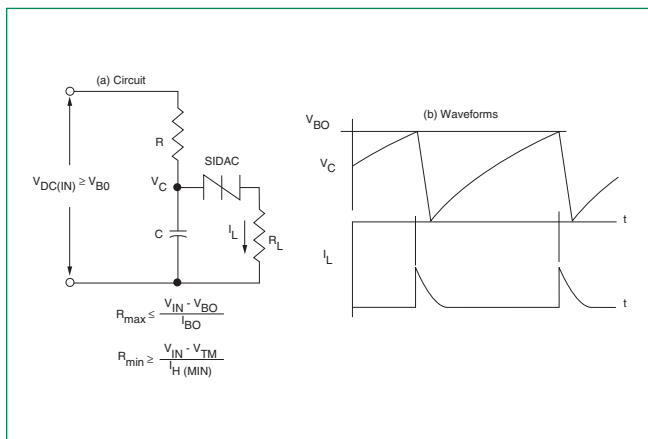 (a) Circuit
R
SIDAC
V_DC(IN) ≥ V_B0
V_C
C
I_L
R_L
R_max ≤ (V_IN - V_BO) / I_BO
R_min ≥ (V_IN - V_TM) / I_H (MIN)
(b) Waveforms
V_BO
V_C
t
I_L
t